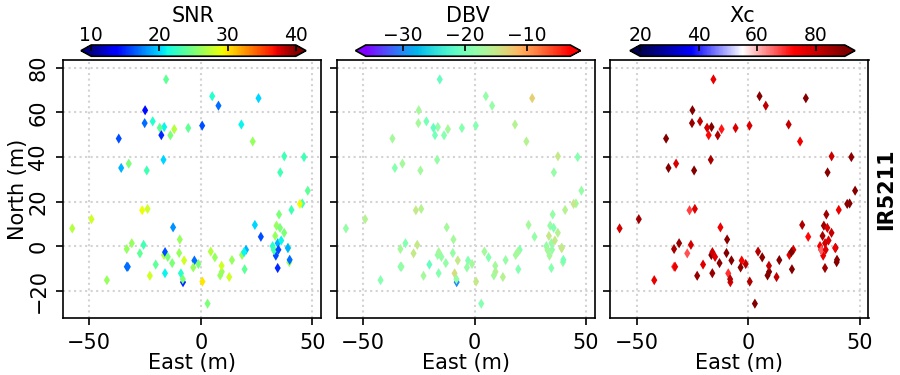 SNR DBV Xc
10 20 30 40 −30 −20 −10 20 40 60 80
80
60
40
20
0
−20
North (m)
−50 0 50 −50 0 50 −50 0 50
East (m) East (m) East (m)
IR5211